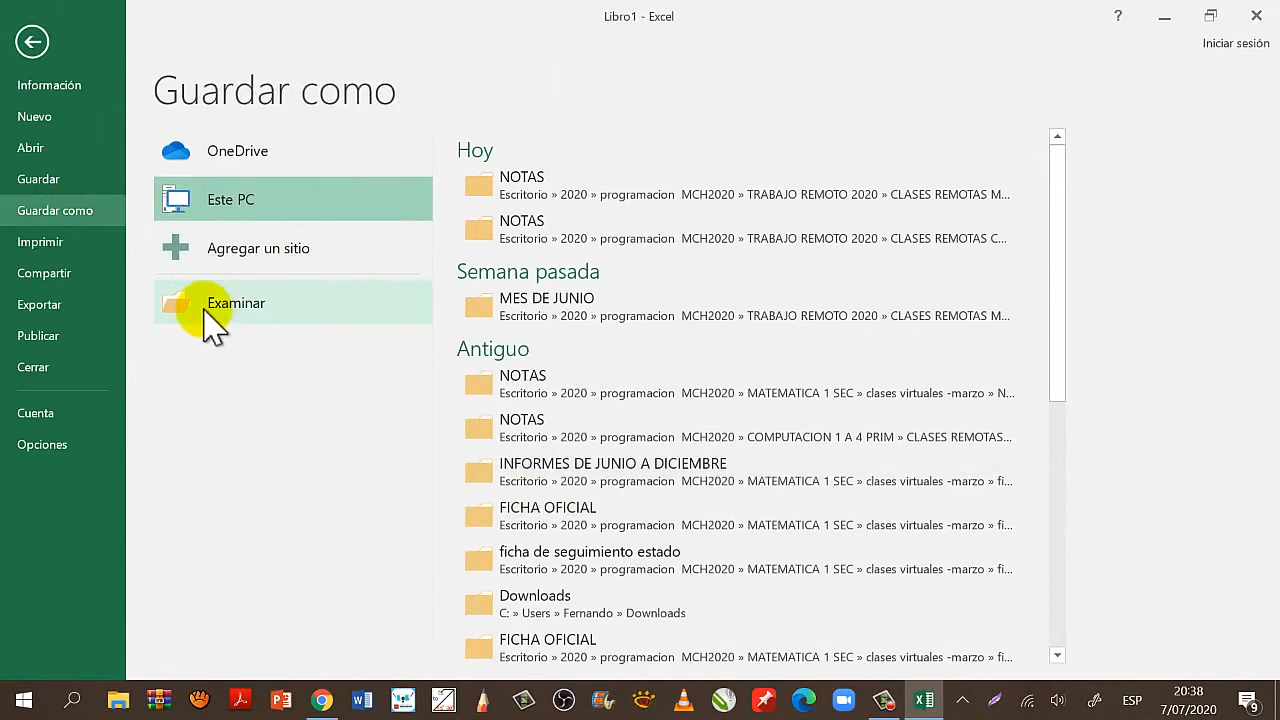 Libro1 - Excel
?
Iniciar sesión
Información
Nuevo
Abrir
Guardar
Guardar como
Imprimir
Compartir
Exportar
Publicar
Cerrar
Cuenta
Opciones
Guardar como
OneDrive
Este PC
Agregar un sitio
Examinar
Hoy
NOTAS
Escritorio » 2020 » programacion MCH2020 » TRABAJO REMOTO 2020 » CLASES REMOTAS M...
NOTAS
Escritorio » 2020 » programacion MCH2020 » TRABAJO REMOTO 2020 » CLASES REMOTAS C...
Semana pasada
MES DE JUNIO
Escritorio » 2020 » programacion MCH2020 » TRABAJO REMOTO 2020 » CLASES REMOTAS M...
Antiguo
NOTAS
Escritorio » 2020 » programacion MCH2020 » MATEMATICA 1 SEC » clases virtuales -marzo » N...
NOTAS
Escritorio » 2020 » programacion MCH2020 » COMPUTACION 1 A 4 PRIM » CLASES REMOTAS...
INFORMES DE JUNIO A DICIEMBRE
Escritorio » 2020 » programacion MCH2020 » MATEMATICA 1 SEC » clases virtuales -marzo » fi...
FICHA OFICIAL
Escritorio » 2020 » programacion MCH2020 » MATEMATICA 1 SEC » clases virtuales -marzo » fi...
ficha de seguimiento estado
Escritorio » 2020 » programacion MCH2020 » MATEMATICA 1 SEC » clases virtuales -marzo » fi...
Downloads
C: » Users » Fernando » Downloads
FICHA OFICIAL
Escritorio » 2020 » programacion MCH2020 » MATEMATICA 1 SEC » clases virtuales -marzo » fi...
ESP
20:38
7/07/2020
9